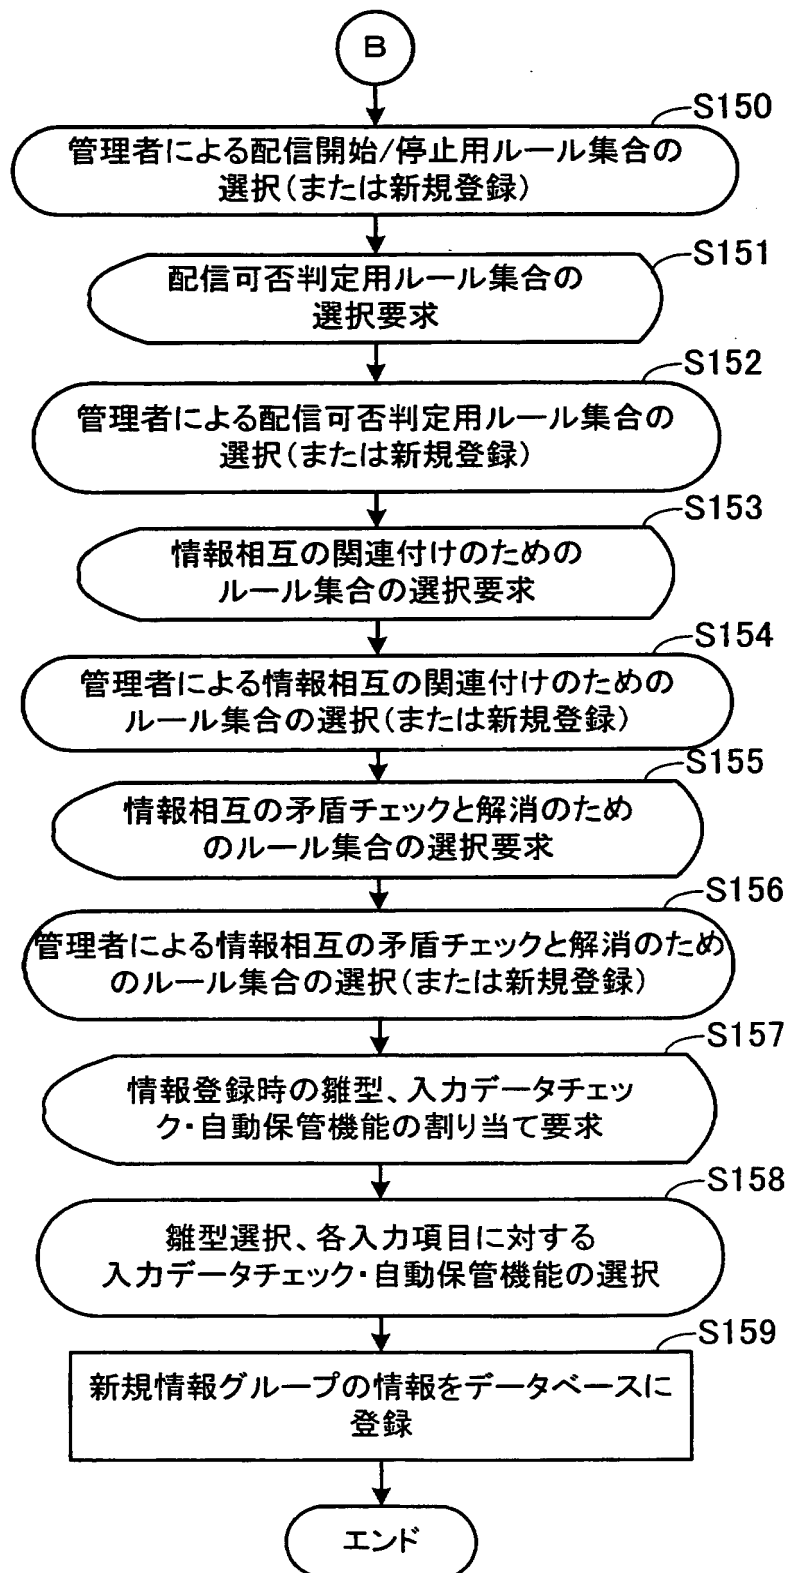 B
S150
管理者による配信開始/停止用ルール集合の
選択(または新規登録)
S151
配信可否判定用ルール集合の
選択要求
S152
管理者による配信可否判定用ルール集合の
選択(または新規登録)
S153
情報相互の関連付けのための
ルール集合の選択要求
S154
管理者による情報相互の関連付けのための
ルール集合の選択(または新規登録)
S155
情報相互の矛盾チェックと解消のため
のルール集合の選択要求
S156
管理者による情報相互の矛盾チェックと解消のため
のルール集合の選択(または新規登録)
S157
情報登録時の雛型、入力データチェッ
ク・自動保管機能の割り当て要求
S158
雛型選択、各入力項目に対する
入力データチェック・自動保管機能の選択
S159
新規情報グループの情報をデータベースに
登録
エンド